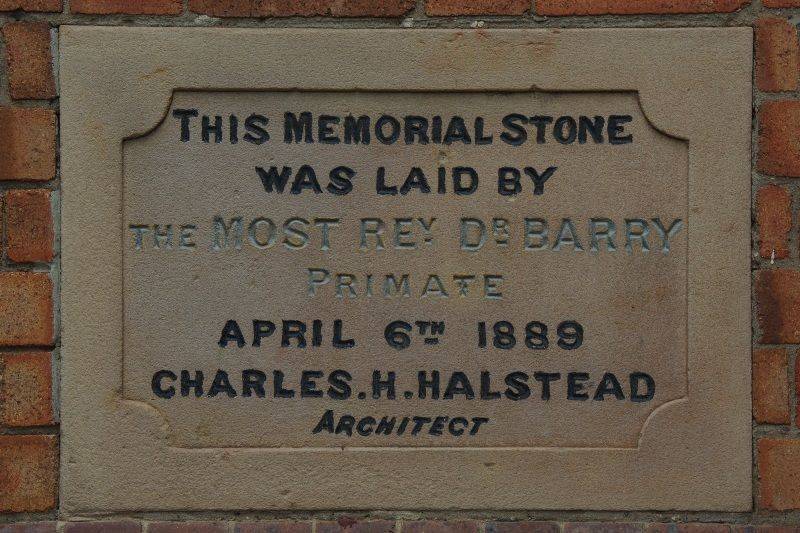 THIS MEMORIAL STONE
WAS LAID BY
THE MOST REV. DR BARRY
PRIMATE
APRIL 6TH 1889
CHARLES.H.HALSTEAD
ARCHITECT